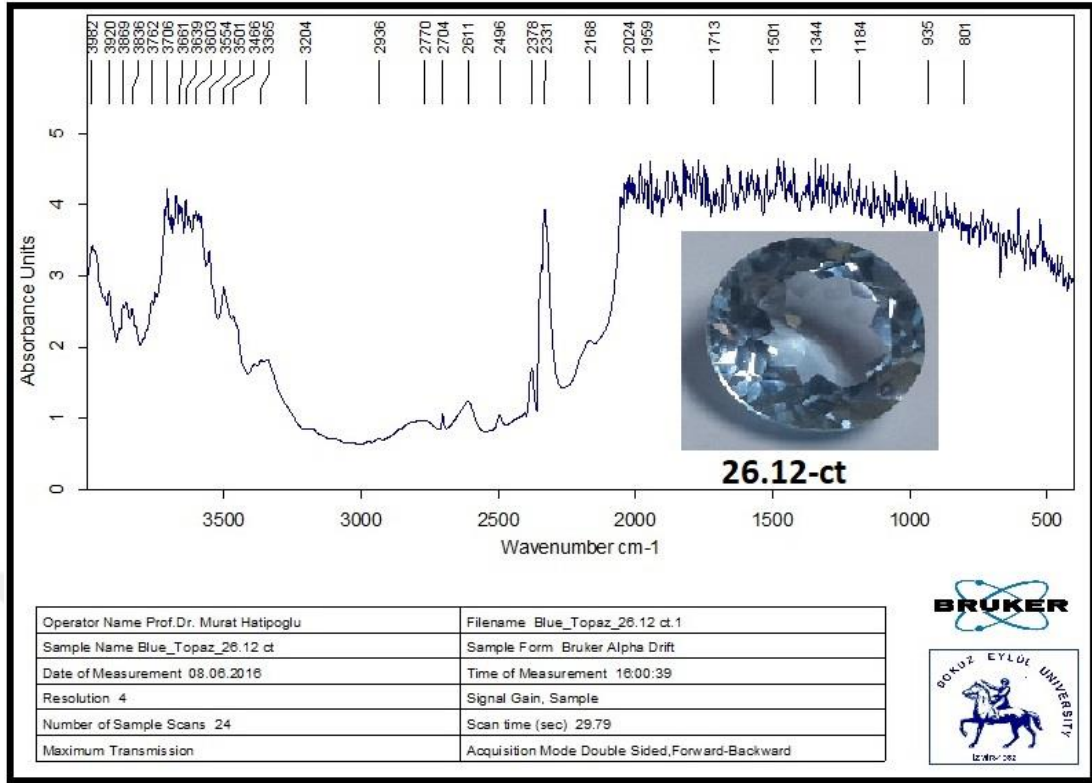 3982 3920 3869 3836 3762 3706 3661 3639 3603 3554 3501 3466 3365 3204 2936 2770 2704 2611 2496 2378 2331 2168 2024 1959 1713 1501 1344 1184 935 801
5
4
3
2
1
0
Absorbance Units
26.12-ct
3500 3000 2500 2000 1500 1000 500
Wavenumber cm-1
BRUKER
Operator Name Prof.Dr. Murat Hatipoglu
Filename Blue_Topaz_26.12 ct.1
Sample Name Blue_Topaz_26.12 ct
Sample Form Bruker Alpha Drift
Date of Measurement 08.06.2016
Time of Measurement 16:00:39
Resolution 4
Signal Gain, Sample
Number of Sample Scans 24
Scan time (sec) 29.79
Maximum Transmission
Acquisition Mode Double Sided,Forward-Backward
DOKUZ EYLÜL UNIVERSITY